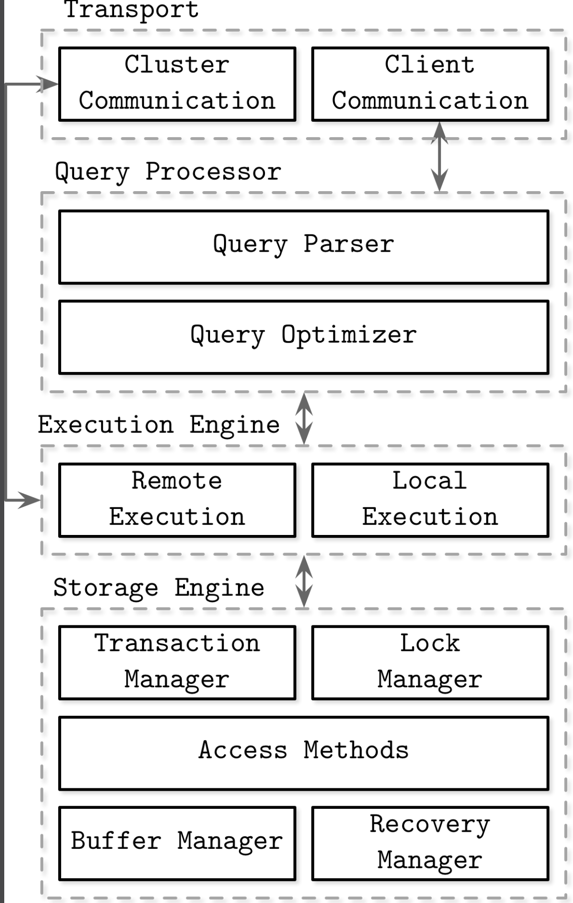 Transport
Cluster
Communication
Client
Communication
Query Processor
Query Parser
Query Optimizer
Execution Engine
Remote
Execution
Local
Execution
Storage Engine
Transaction
Manager
Lock
Manager
Access Methods
Buffer Manager
Recovery
Manager